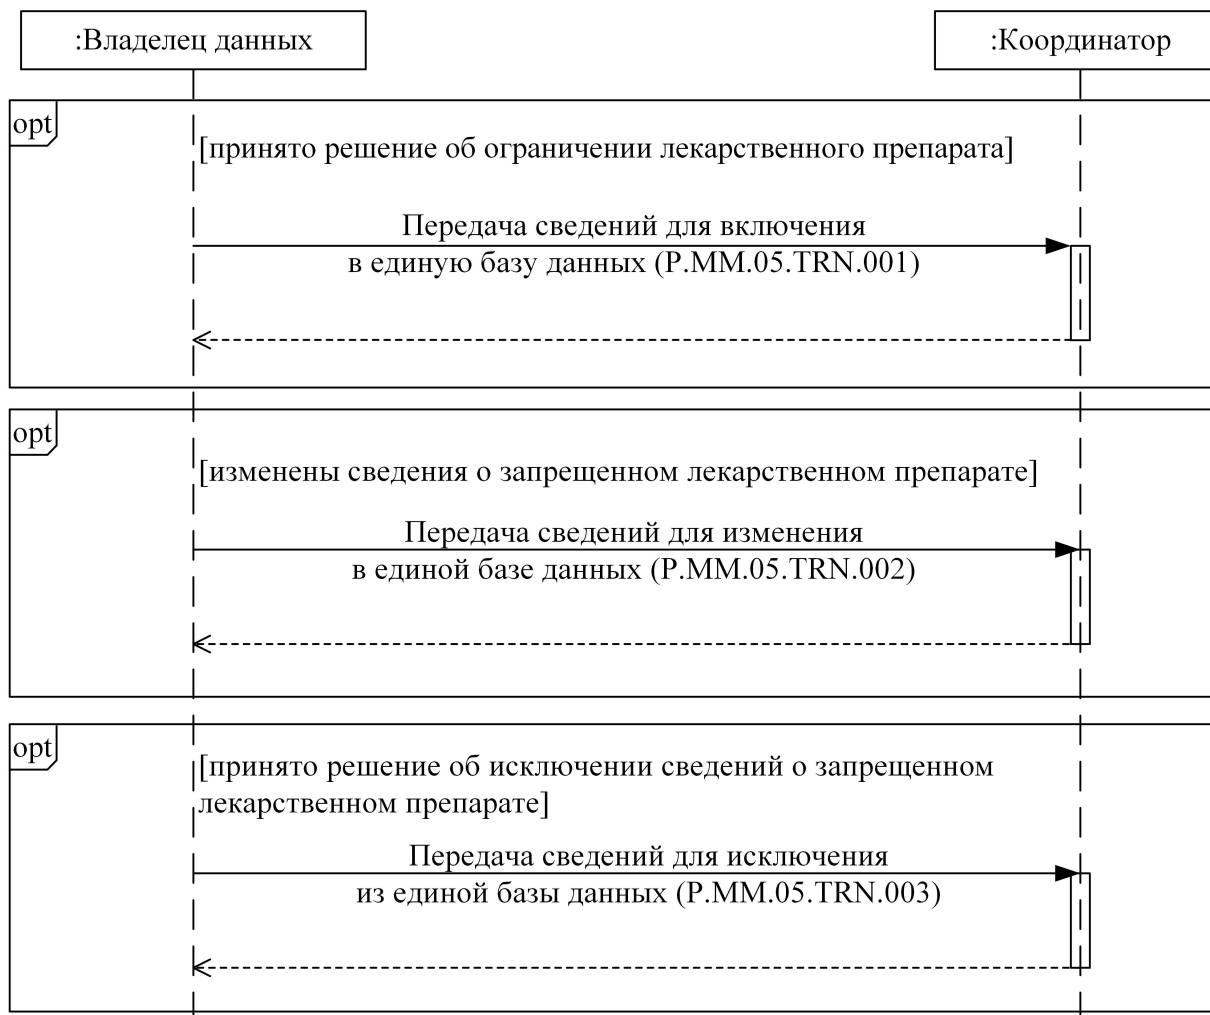 :Владелец данных
:Координатор
opt
[принято решение об ограничении лекарственного препарата]
Передача сведений для включения
в единую базу данных (P.MM.05.TRN.001)
opt
[изменены сведения о запрещенном лекарственном препарате]
Передача сведений для изменения
в единой базе данных (P.MM.05.TRN.002)
opt
[принято решение об исключении сведений о запрещенном
лекарственном препарате]
Передача сведений для исключения
из единой базы данных (P.MM.05.TRN.003)